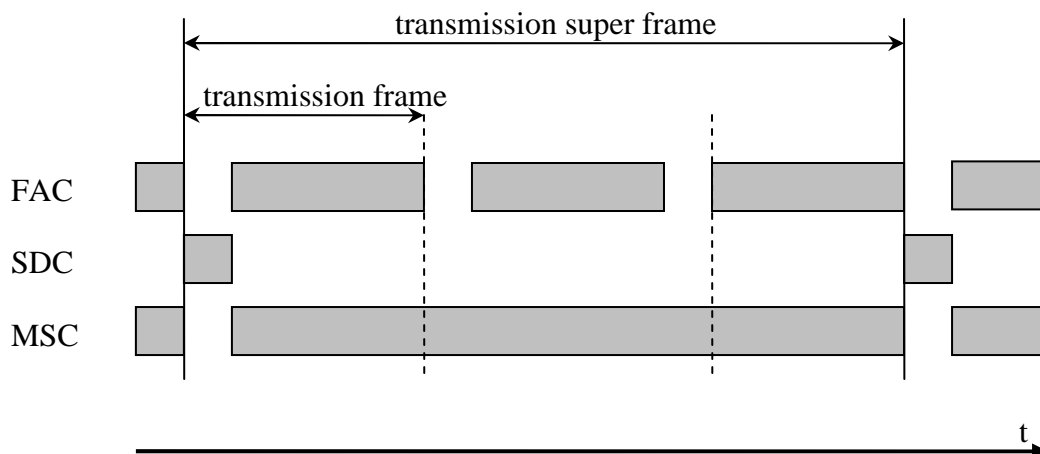 transmission super frame
transmission frame
FAC
SDC
MSC
t